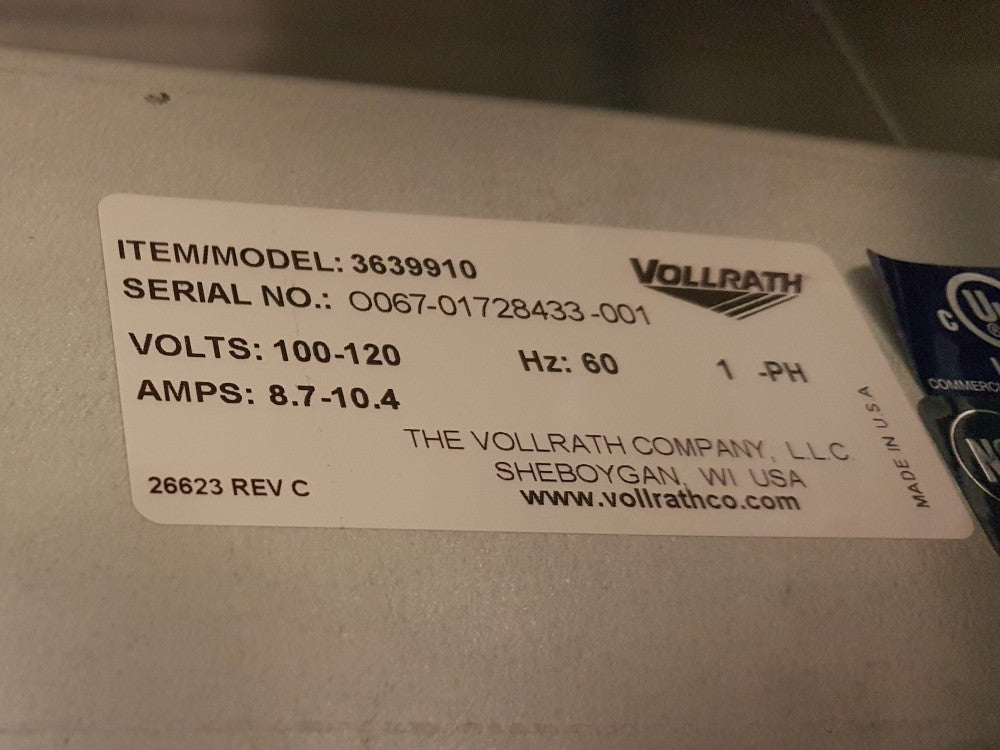 ITEM/MODEL: 3639910
VOLLRATH
SERIAL NO.: O067-01728433-001
VOLTS: 100-120
Hz: 60
1 -PH
AMPS: 8.7-10.4
THE VOLLRATH COMPANY, L.L.C
SHEBOYGAN, WI USA
www.vollrathco.com
26623 REV C
MADE IN U.S.A
C